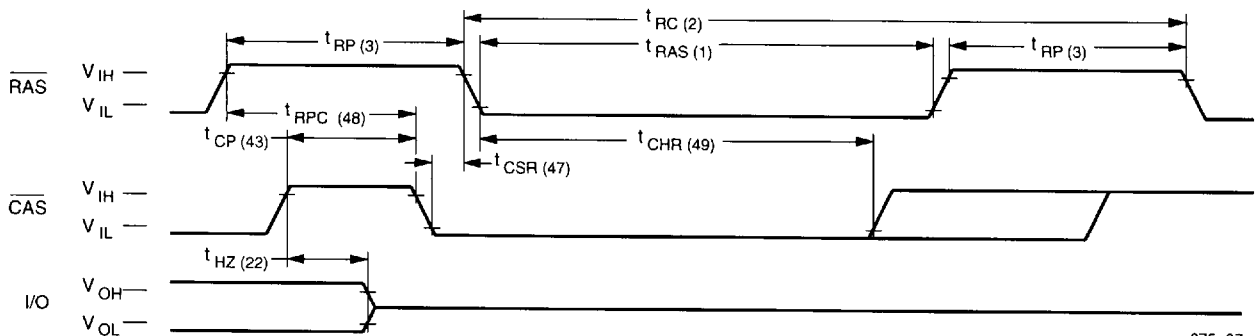 t RC (2)
t RP (3)
t RAS (1)
t RP (3)
RAS
V IH
V IL
t RPC (48)
t CP (43)
t CHR (49)
t CSR (47)
CAS
V IH
V IL
t HZ (22)
I/O
V OH
V OL